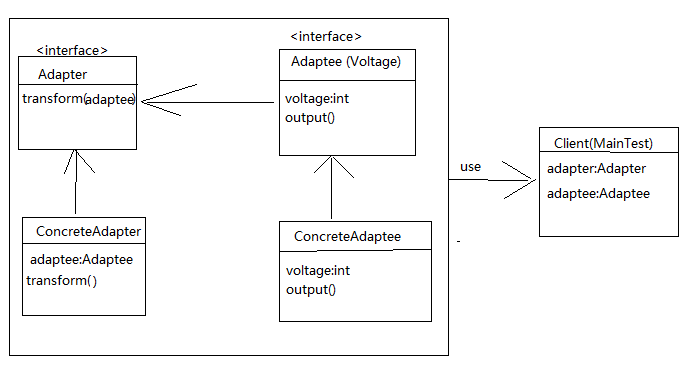 <interface>
Adapter
transform(adaptee)
<interface>
Adaptee (Voltage)
voltage:int
output()
ConcreteAdapter
adaptee:Adaptee
transform()
ConcreteAdaptee
voltage:int
output()
use
Client(MainTest)
adapter:Adapter
adaptee:Adaptee